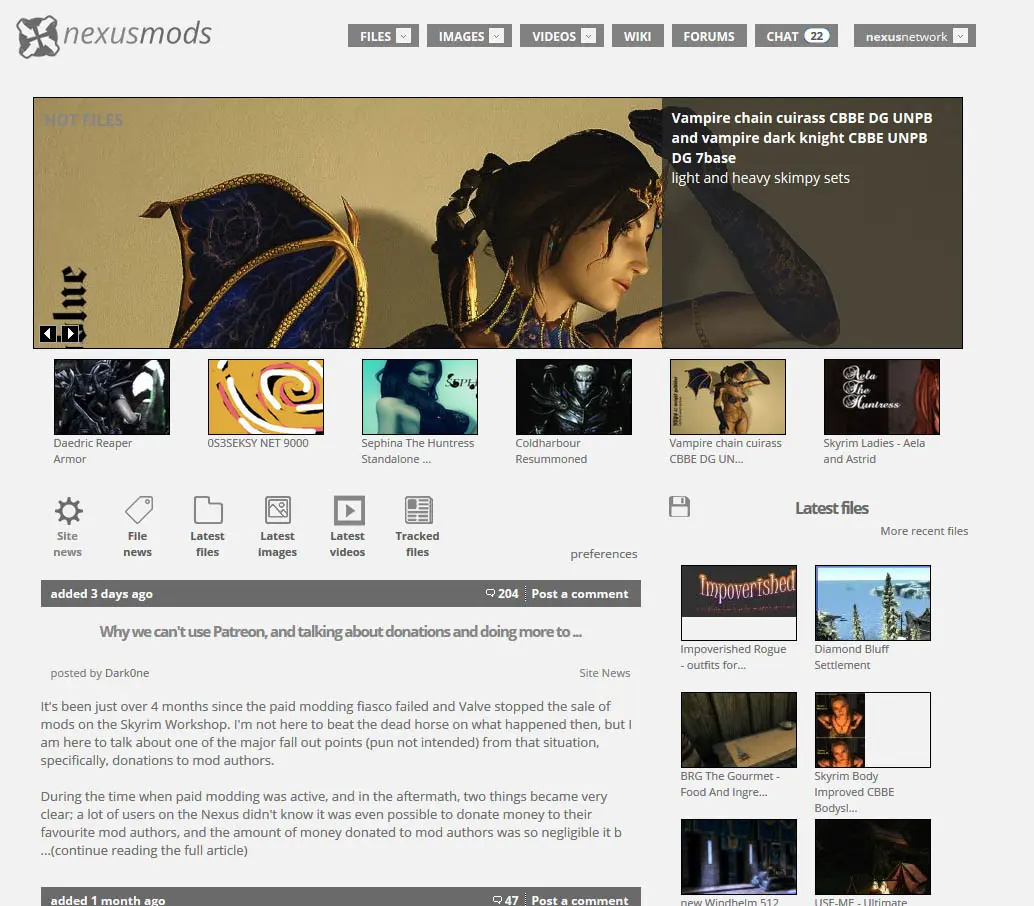 nexusmods
FILES
IMAGES
VIDEOS
WIKI
FORUMS
CHAT 22
nexusnetwork
HOT FILES
Vampire chain cuirass CBBE DG UNPB
and vampire dark knight CBBE UNPB
DG 7base
light and heavy skimpy sets
Daedric Reaper
Armor
0S3SEKSY NET 9000
Sephina The Huntress
Standalone ...
Coldharbour
Resummoned
Vampire chain cuirass
CBBE DG UN...
Aela
The
Huntress
Skyrim Ladies - Aela
and Astrid
Site
news
File
news
Latest
files
Latest
images
Latest
videos
Tracked
files
preferences
Latest files
More recent files
added 3 days ago
204
Post a comment
Why we can't use Patreon, and talking about donations and doing more to ...
posted by Dark0ne
Site News
It's been just over 4 months since the paid modding fiasco failed and Valve stopped the sale of
mods on the Skyrim Workshop. I'm not here to beat the dead horse on what happened then, but I
am here to talk about one of the major fall out points (pun not intended) from that situation,
specifically, donations to mod authors.
During the time when paid modding was active, and in the aftermath, two things became very
clear; a lot of users on the Nexus didn't know it was even possible to donate money to their
favourite mod authors, and the amount of money donated to mod authors was so negligible it b
...(continue reading the full article)
added 1 month ago
47
Post a comment
Impoverished
Impoverished Rogue
- outfits for...
Diamond Bluff
Settlement
BRG The Gourmet -
Food And Ingre...
Skyrim Body
Improved CBBE
Bodysl...
new Windhelm 512
USE-ME - Ultimate